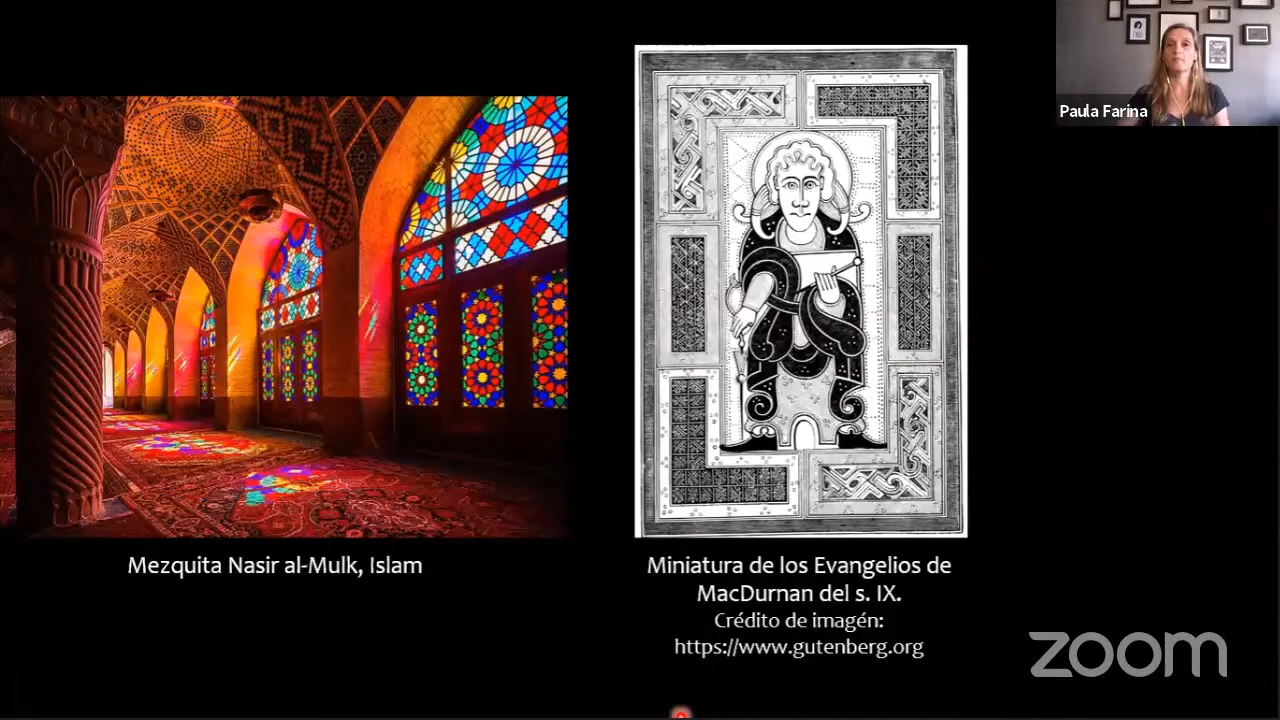 Paula Farina
Mezquita Nasir al-Mulk, Islam
Miniatura de los Evangelios de
MacDurnan del s. IX.
Crédito de imagén:
https://www.gutenberg.org
zoom